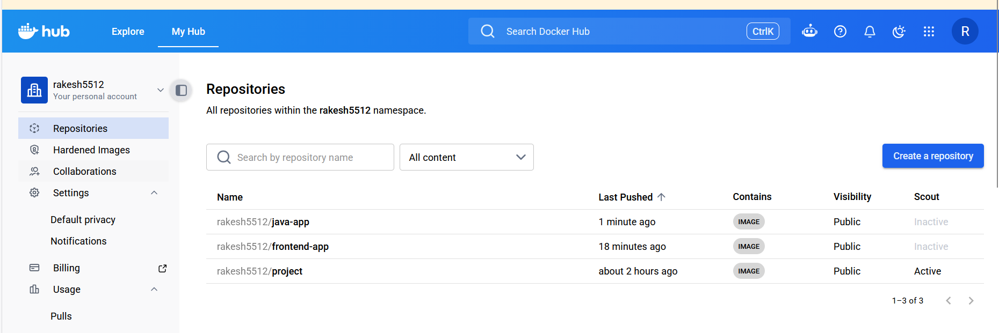 hub
Explore
My Hub
Search Docker Hub
CtrlK
R
rakesh5512
Your personal account
Repositories
Hardened Images
Collaborations
Settings
Default privacy
Notifications
Billing
Usage
Pulls
Repositories
All repositories within the rakesh5512 namespace.
Search by repository name
All content
Create a repository
Name Last Pushed Contains Visibility Scout
rakesh5512/java-app 1 minute ago IMAGE Public Inactive
rakesh5512/frontend-app 18 minutes ago IMAGE Public Inactive
rakesh5512/project about 2 hours ago IMAGE Public Active
1–3 of 3